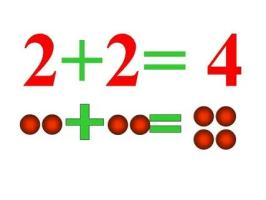 2+2= 4
+ =